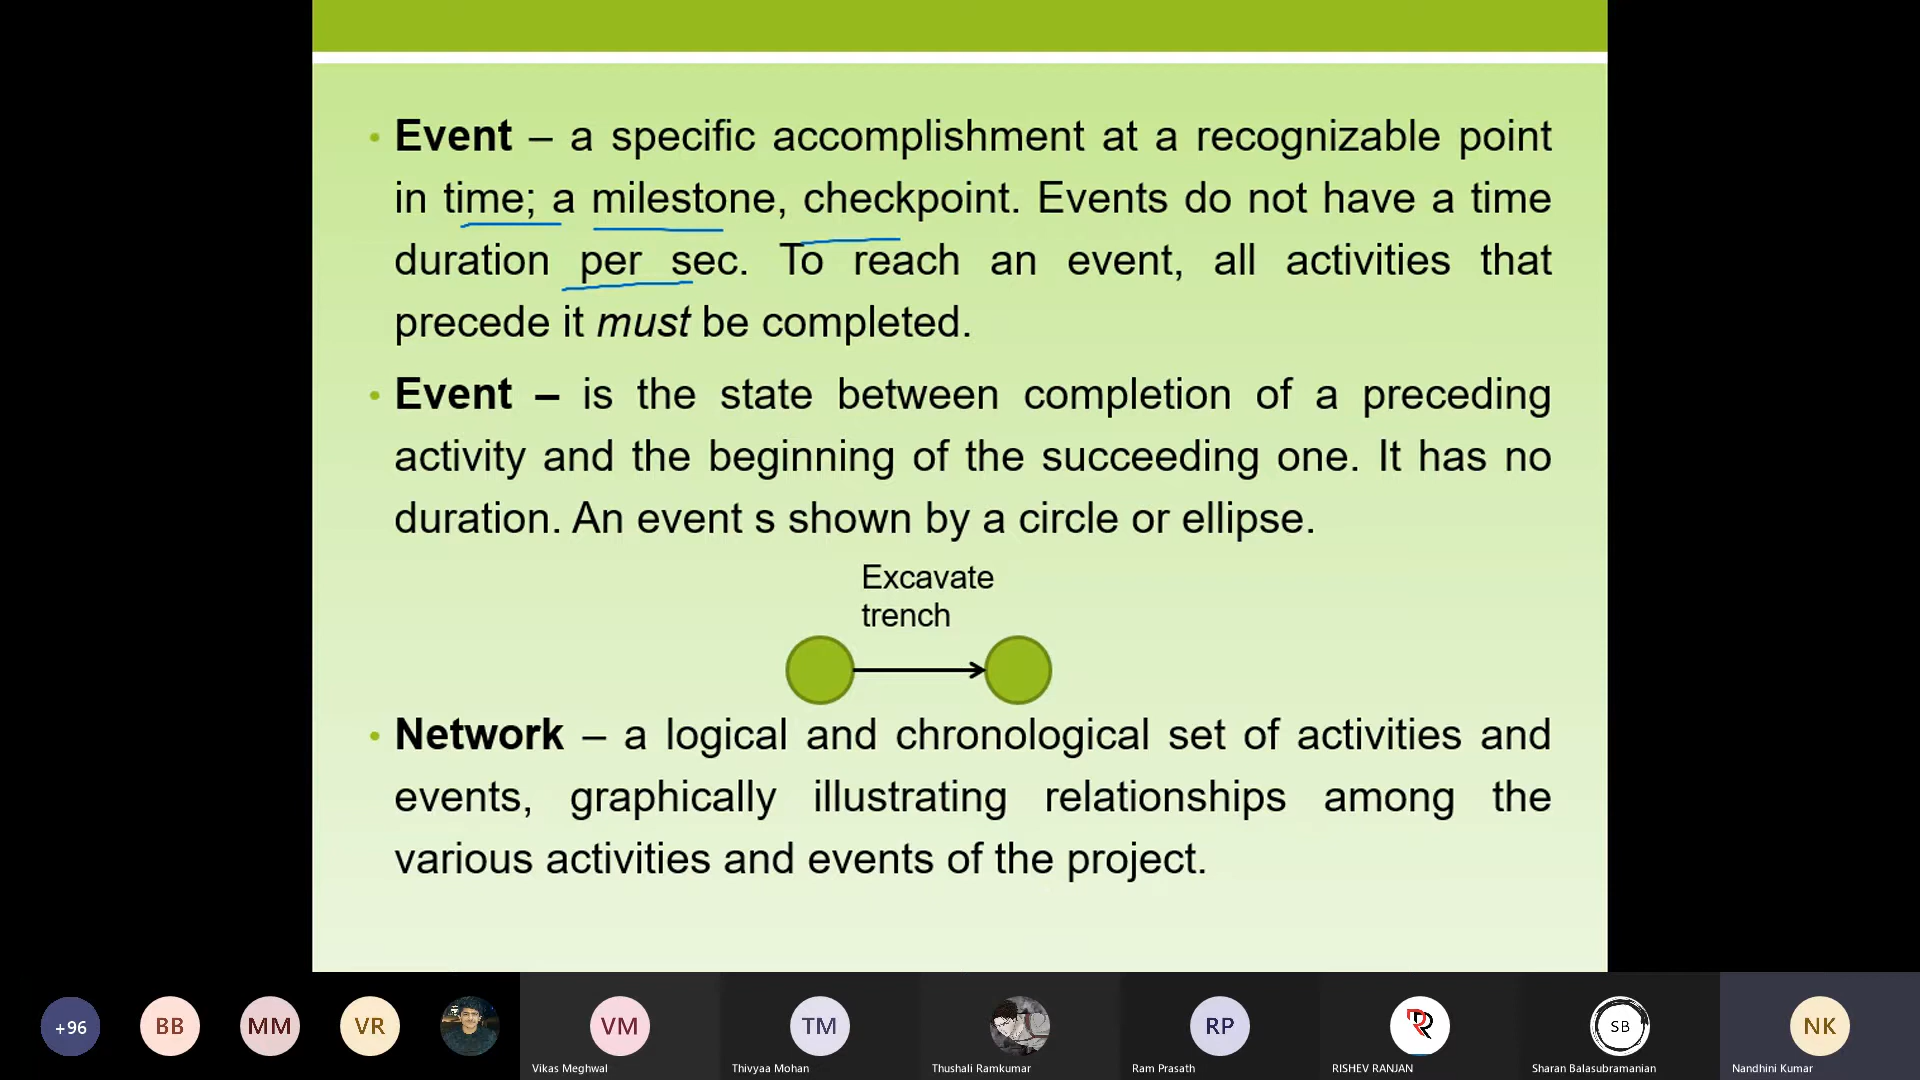 • Event – a specific accomplishment at a recognizable point
in time; a milestone, checkpoint. Events do not have a time
duration per sec. To reach an event, all activities that
precede it must be completed.
• Event – is the state between completion of a preceding
activity and the beginning of the succeeding one. It has no
duration. An event s shown by a circle or ellipse.
Excavate
trench
• Network – a logical and chronological set of activities and
events, graphically illustrating relationships among the
various activities and events of the project.
+96
BB
MM
VR
VM
TM
RP
R
SB
NK
Vikas Meghwal
Thivyaa Mohan
Thushali Ramkumar
Ram Prasath
RISHEV RANJAN
Sharan Balasubramanian
Nandhini Kumar